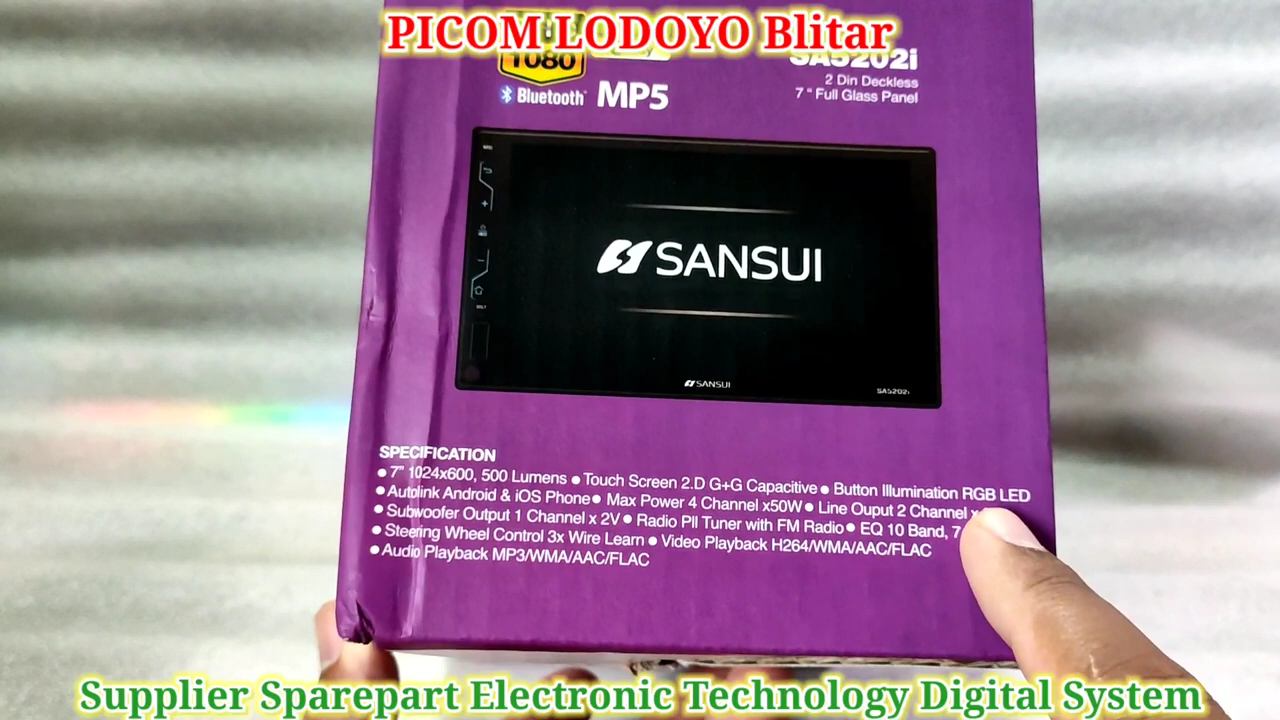 PICOM LODOYO Blitar
1080
SA5202i
2 Din Deckless
7 " Full Glass Panel
Bluetooth MP5
SANSUI
SANSUI
SA5202i
SPECIFICATION
● 7" 1024x600, 500 Lumens ● Touch Screen 2.D G+G Capacitive ● Button Illumination RGB LED
● Autolink Android & iOS Phone ● Max Power 4 Channel x50W ● Line Ouput 2 Channel
● Subwoofer Output 1 Channel x 2V ● Radio PII Tuner with FM Radio ● EQ 10 Band, 7
● Steering Wheel Control 3x Wire Learn ● Video Playback H264/WMA/AAC/FLAC
● Audio Playback MP3/WMA/AAC/FLAC
Supplier Sparepart Electronic Technology Digital System